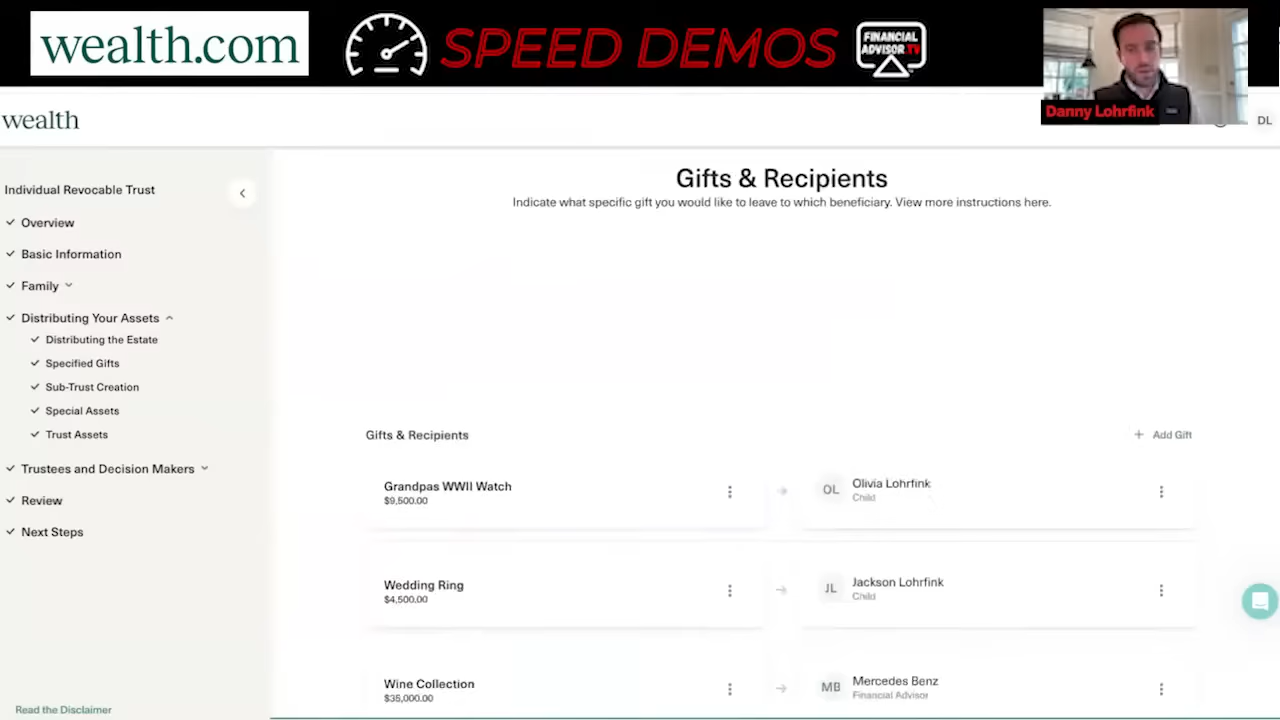 wealth.com
SPEED DEMOS
FINANCIAL
ADVISOR.TV
Danny Lohrfink
wealth
DL
Individual Revocable Trust
Overview
Basic Information
Family
Distributing Your Assets
Distributing the Estate
Specified Gifts
Sub-Trust Creation
Special Assets
Trust Assets
Trustees and Decision Makers
Review
Next Steps
Read the Disclaimer
Gifts & Recipients
Indicate what specific gift you would like to leave to which beneficiary. View more instructions here.
Gifts & Recipients
+ Add Gift
Grandpas WWII Watch
$9,500.00
OL
Olivia Lohrfink
Child
Wedding Ring
$4,500.00
JL
Jackson Lohrfink
Child
Wine Collection
$35,000.00
MB
Mercedes Benz
Financial Advisor